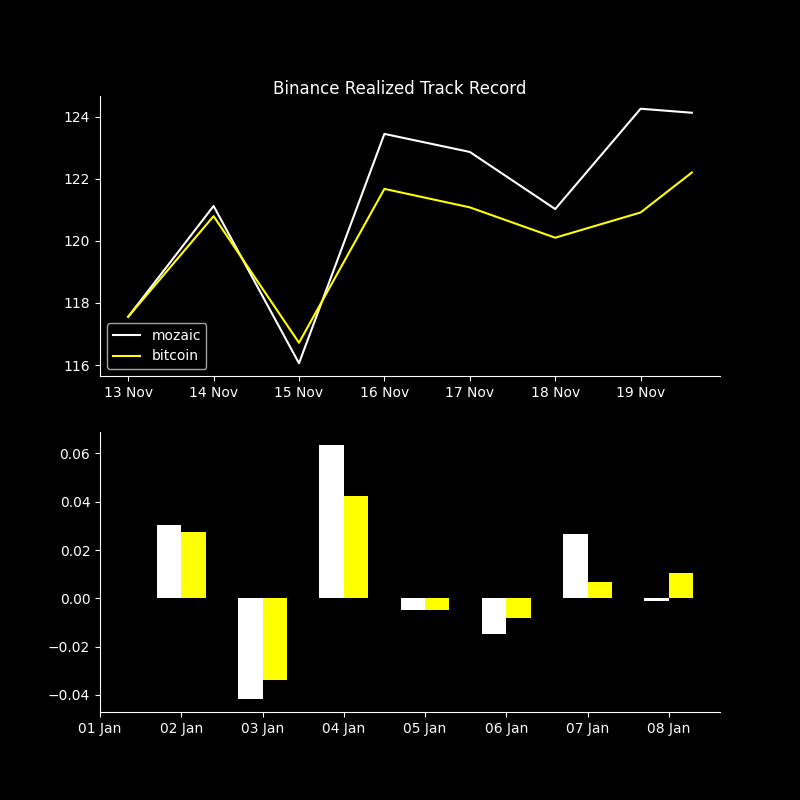 Binance Realized Track Record
124
122
120
118
116
mozaic
bitcoin
13 Nov 14 Nov 15 Nov 16 Nov 17 Nov 18 Nov 19 Nov
0.06
0.04
0.02
0.00
−0.02
−0.04
01 Jan 02 Jan 03 Jan 04 Jan 05 Jan 06 Jan 07 Jan 08 Jan